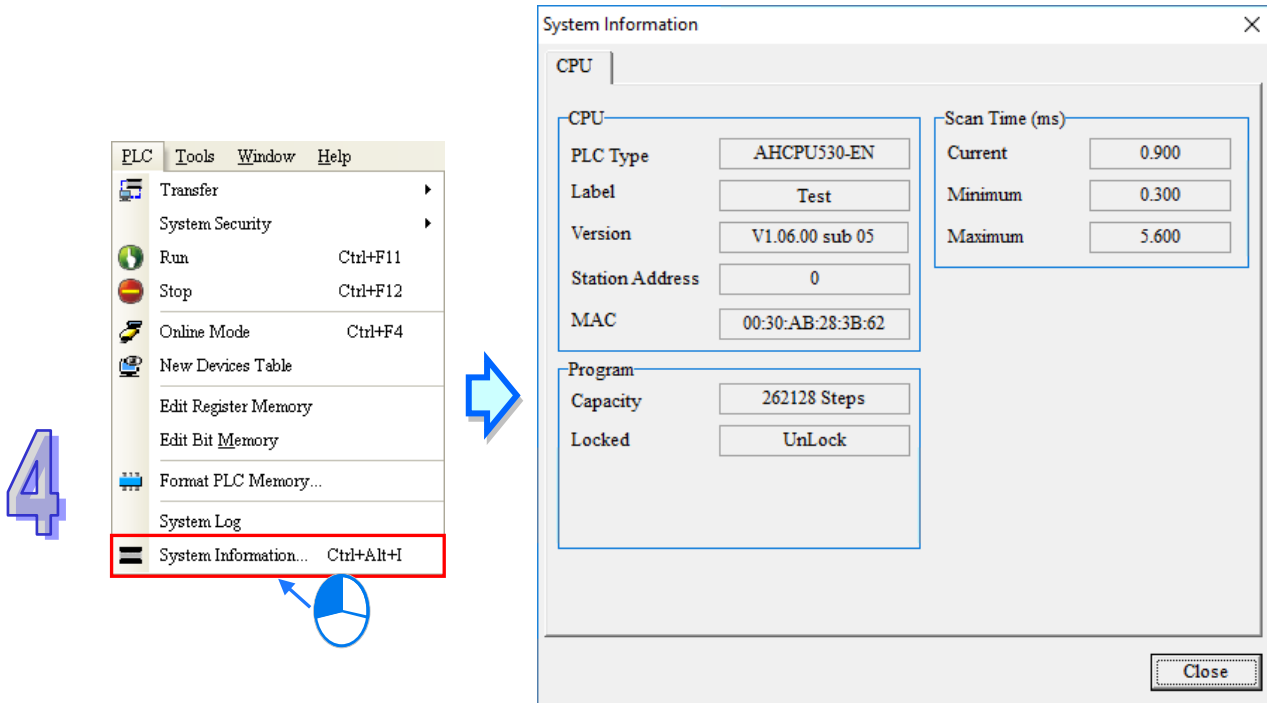 4
PLC Tools Window Help
Transfer
System Security
Run Ctrl+F11
Stop Ctrl+F12
Online Mode Ctrl+F4
New Devices Table
Edit Register Memory
Edit Bit Memory
Format PLC Memory...
System Log
System Information... Ctrl+Alt+I
System Information
CPU
CPU
PLC Type AHCPU530-EN
Label Test
Version V1.06.00 sub 05
Station Address 0
MAC 00:30:AB:28:3B:62
Program
Capacity 262128 Steps
Locked UnLock
Scan Time (ms)
Current 0.900
Minimum 0.300
Maximum 5.600
Close